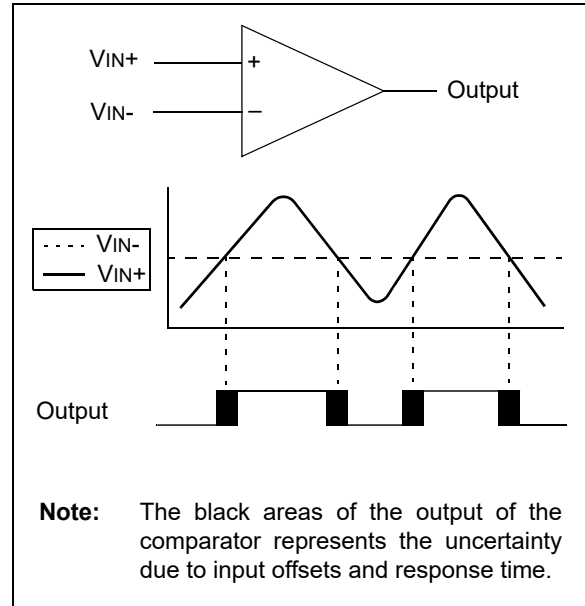 VIN+
+
Output
VIN-
–
VIN-
VIN+
Output
Note: The black areas of the output of the
comparator represents the uncertainty
due to input offsets and response time.